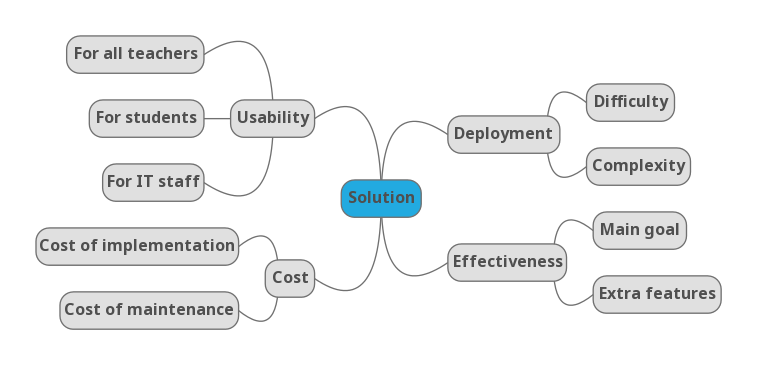 For all teachers
For students
For IT staff
Usability
Cost of implementation
Cost of maintenance
Cost
Solution
Deployment
Difficulty
Complexity
Effectiveness
Main goal
Extra features